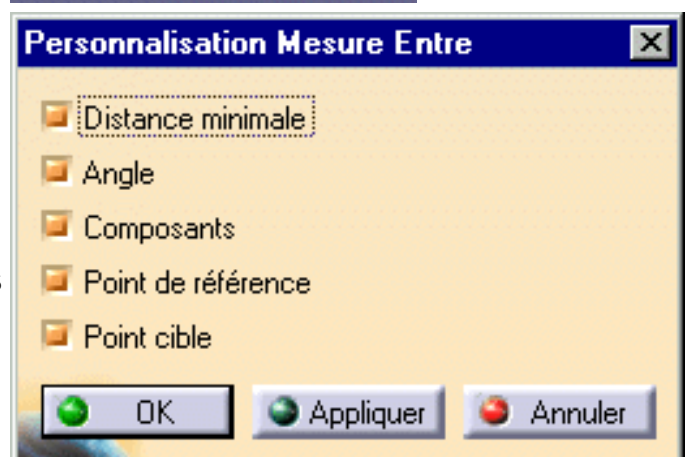 Personnalisation Mesure Entre
Distance minimale
Angle
Composants
Point de référence
Point cible
OK Appliquer Annuler